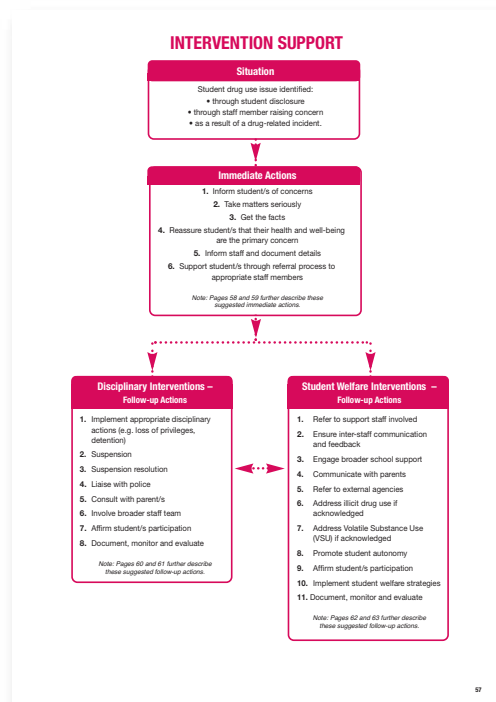 INTERVENTION SUPPORT
Situation
Student drug use issue identified:
• through student disclosure
• through staff member raising concern
• as a result of a drug-related incident.
Immediate Actions
1. Inform student/s of concerns
2. Take matters seriously
3. Get the facts
4. Reassure student/s that their health and well-being
are the primary concern
5. Inform staff and document details
6. Support student/s through referral process to
appropriate staff members
Note: Pages 58 and 59 further describe these
suggested immediate actions.
Disciplinary Interventions –
Follow-up Actions
1. Implement appropriate disciplinary
actions (e.g. loss of privileges,
detention)
2. Suspension
3. Suspension resolution
4. Liaise with police
5. Consult with parent/s
6. Involve broader staff team
7. Affirm student/s participation
8. Document, monitor and evaluate
Note: Pages 60 and 61 further describe
these suggested follow-up actions.
Student Welfare Interventions –
Follow-up Actions
1. Refer to support staff involved
2. Ensure inter-staff communication
and feedback
3. Engage broader school support
4. Communicate with parents
5. Refer to external agencies
6. Address illicit drug use if
acknowledged
7. Address Volatile Substance Use
(VSU) if acknowledged
8. Promote student autonomy
9. Affirm student/s participation
10. Implement student welfare strategies
11. Document, monitor and evaluate
Note: Pages 62 and 63 further describe
these suggested follow-up actions.
57